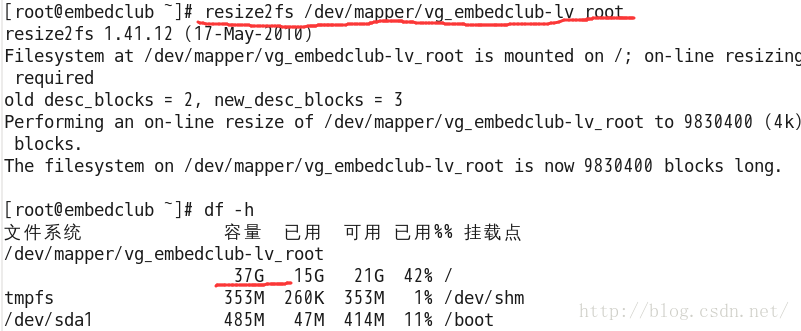 [root@embedclub ~]# resize2fs /dev/mapper/vg_embedclub-lv_root
resize2fs 1.41.12 (17-May-2010)
Filesystem at /dev/mapper/vg_embedclub-lv_root is mounted on /; on-line resizing
required
old desc_blocks = 2, new_desc_blocks = 3
Performing an on-line resize of /dev/mapper/vg_embedclub-lv_root to 9830400 (4k)
blocks.
The filesystem on /dev/mapper/vg_embedclub-lv_root is now 9830400 blocks long.
[root@embedclub ~]# df -h
文件系统 容量 已用 可用 已用%% 挂载点
/dev/mapper/vg_embedclub-lv_root
37G 15G 21G 42% /
tmpfs 353M 260K 353M 1% /dev/shm
/dev/sda1 485M 47M 414M 11% /boot
http://blog.csdn.net/